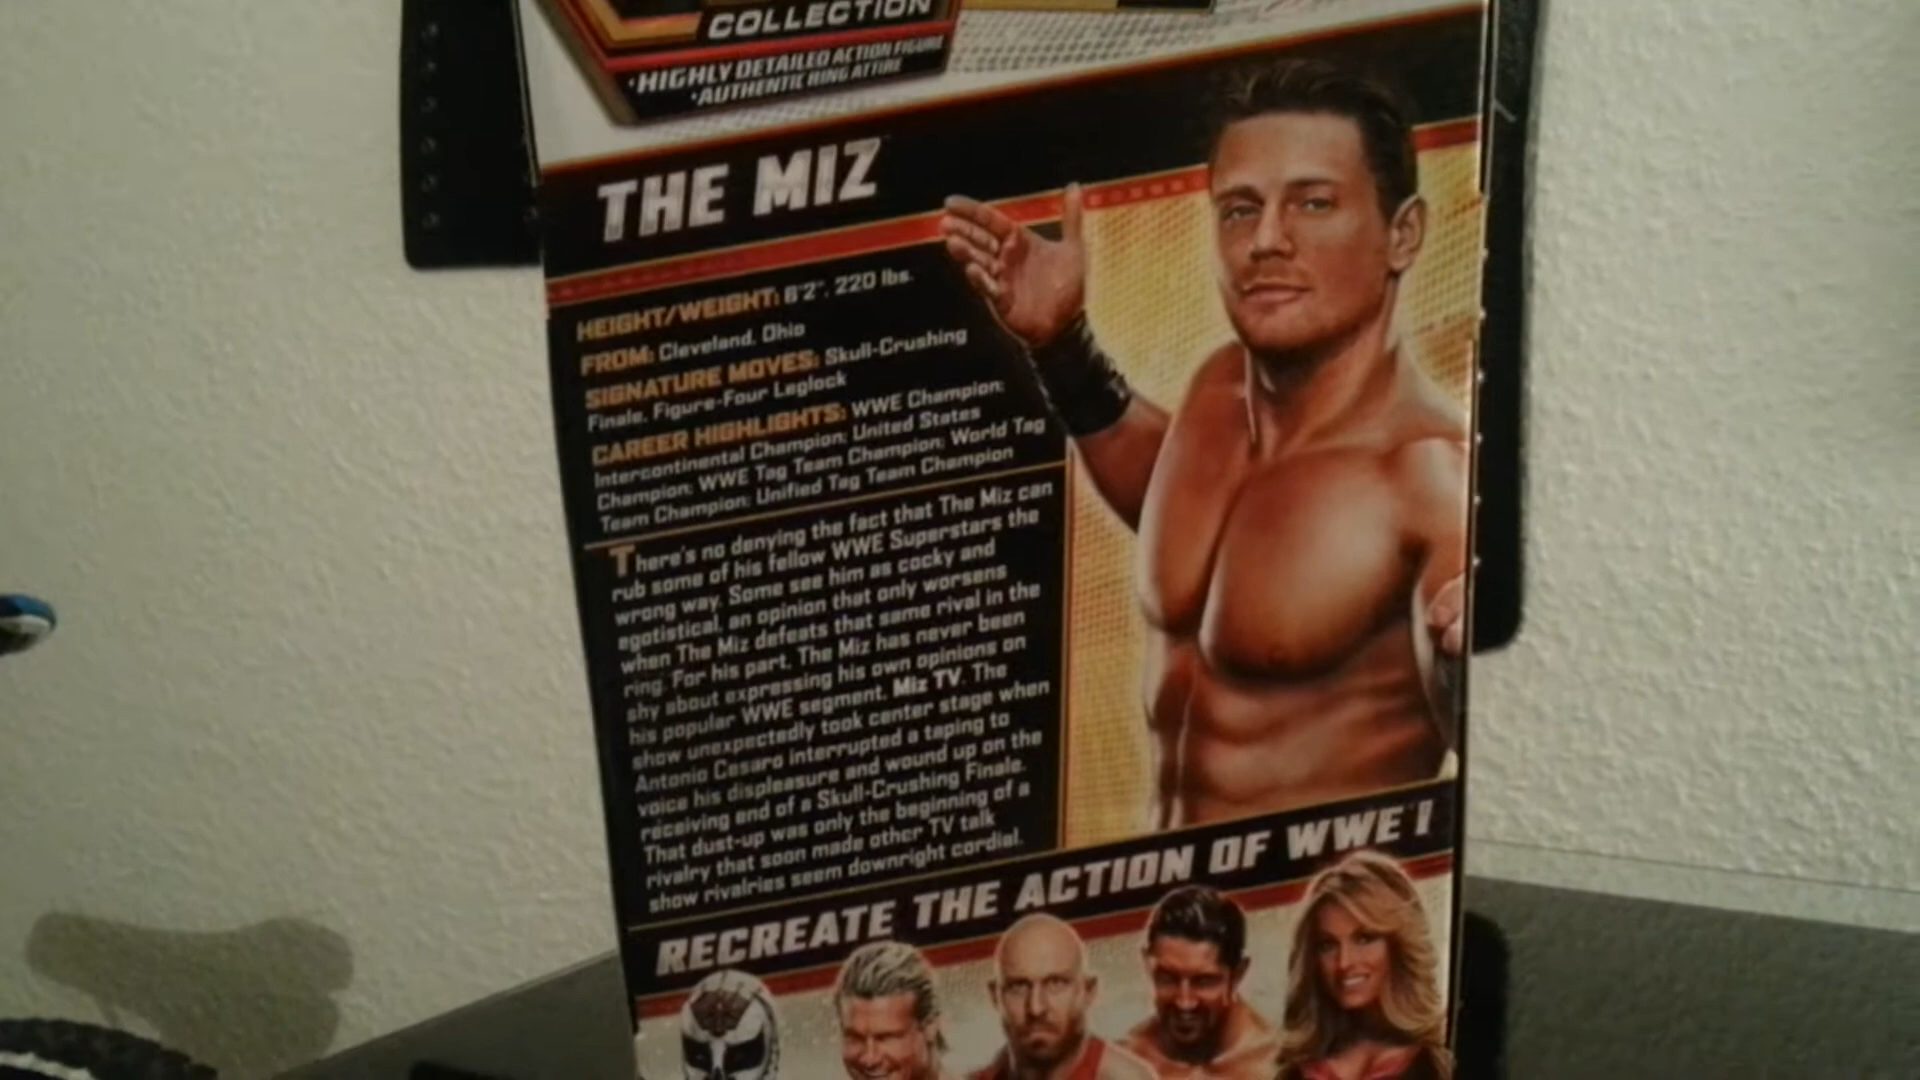 COLLECTION
•HIGHLY DETAILED ACTION FIGURE
•AUTHENTIC RING ATTIRE
THE MIZ
HEIGHT/WEIGHT: 6'2", 220 lbs.
FROM: Cleveland, Ohio
SIGNATURE MOVES: Skull-Crushing
Finale, Figure-Four Leglock
CAREER HIGHLIGHTS: WWE Champion;
Intercontinental Champion; United States
Champion; WWE Tag Team Champion; World Tag
Team Champion; Unified Tag Team Champion
There's no denying the fact that The Miz can
rub some of his fellow WWE Superstars the
wrong way. Some see him as cocky and
egotistical, an opinion that only worsens
when The Miz defeats that same rival in the
ring. For his part, The Miz has never been
shy about expressing his own opinions on
his popular WWE segment, Miz TV. The
show unexpectedly took center stage when
Antonio Cesaro interrupted a taping to
voice his displeasure and wound up on the
receiving end of a Skull-Crushing Finale.
That dust-up was only the beginning of a
rivalry that soon made other TV talk
show rivalries seem downright cordial.
RECREATE THE ACTION OF WWE!